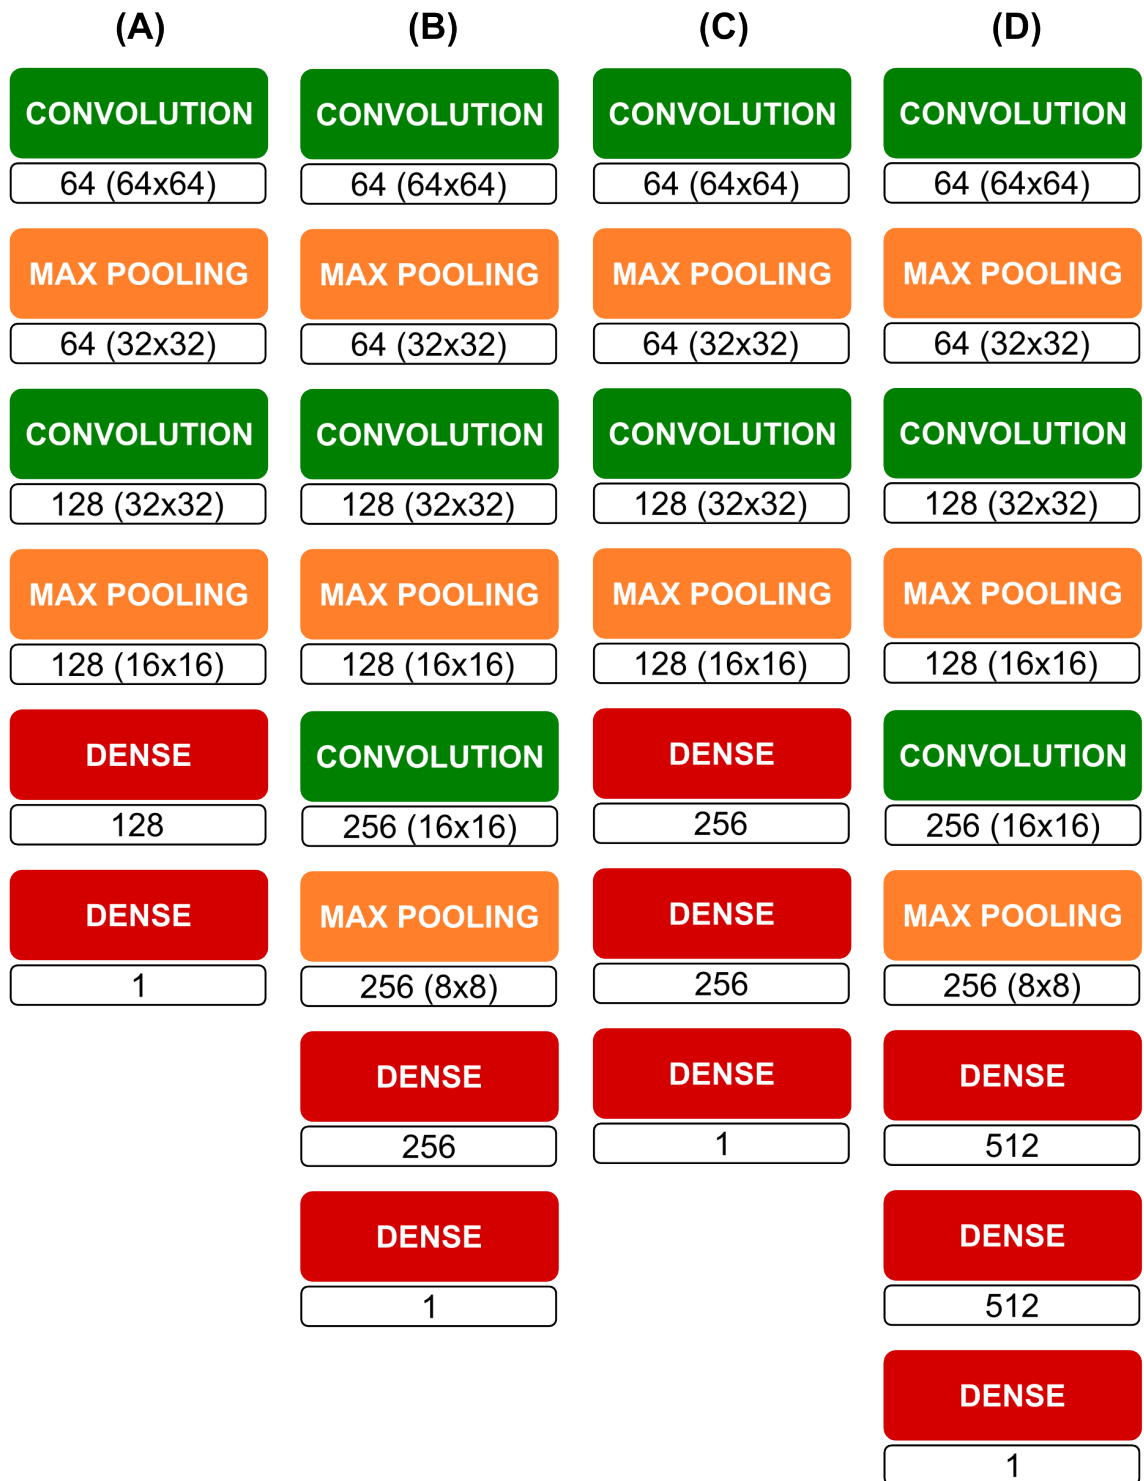 (A)
CONVOLUTION
64 (64x64)
MAX POOLING
64 (32x32)
CONVOLUTION
128 (32x32)
MAX POOLING
128 (16x16)
DENSE
128
DENSE
1
(B)
CONVOLUTION
64 (64x64)
MAX POOLING
64 (32x32)
CONVOLUTION
128 (32x32)
MAX POOLING
128 (16x16)
CONVOLUTION
256 (16x16)
MAX POOLING
256 (8x8)
DENSE
256
DENSE
1
(C)
CONVOLUTION
64 (64x64)
MAX POOLING
64 (32x32)
CONVOLUTION
128 (32x32)
MAX POOLING
128 (16x16)
DENSE
256
DENSE
256
DENSE
1
(D)
CONVOLUTION
64 (64x64)
MAX POOLING
64 (32x32)
CONVOLUTION
128 (32x32)
MAX POOLING
128 (16x16)
CONVOLUTION
256 (16x16)
MAX POOLING
256 (8x8)
DENSE
512
DENSE
512
DENSE
1